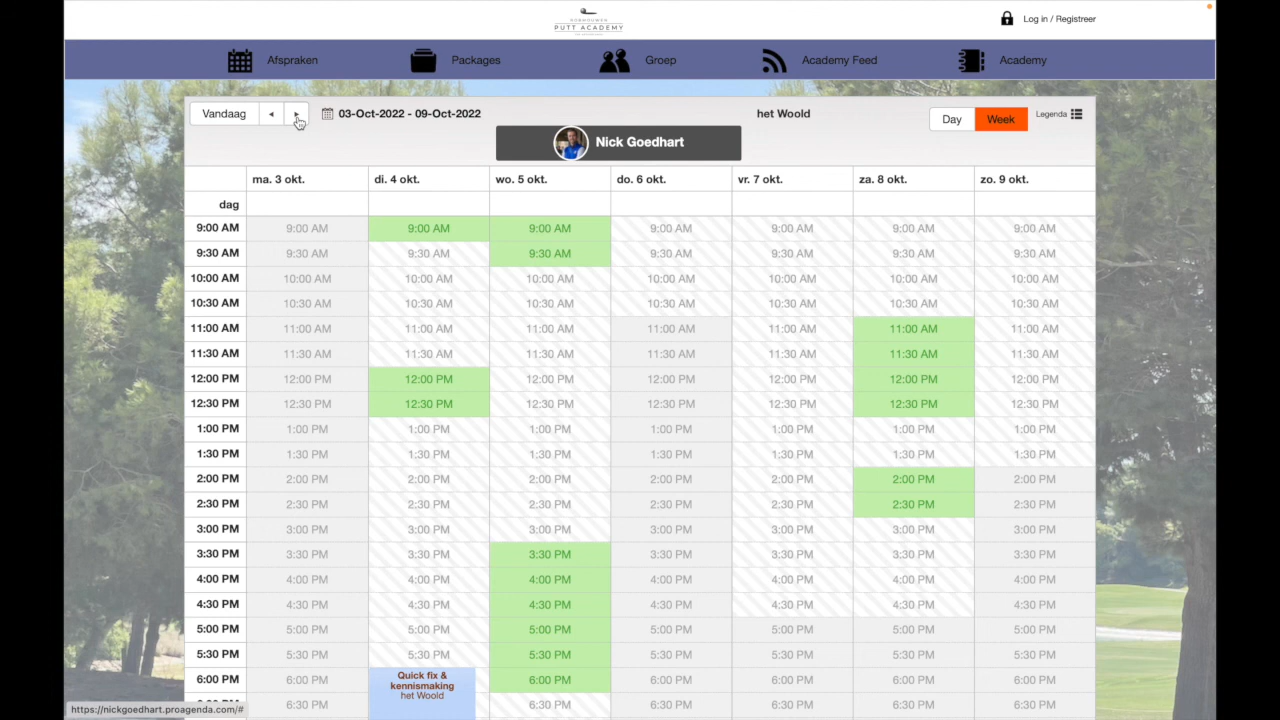 ROBHOUWER
PUTT ACADEMY
Log in / Registreer
Afspraken
Packages
Groep
Academy Feed
Academy
Vandaag
03-Oct-2022 - 09-Oct-2022
het Woold
Day
Week
Legenda
Nick Goedhart
ma. 3 okt. di. 4 okt. wo. 5 okt. do. 6 okt. vr. 7 okt. za. 8 okt. zo. 9 okt.
dag
9:00 AM 9:00 AM 9:00 AM 9:00 AM 9:00 AM 9:00 AM 9:00 AM 9:00 AM
9:30 AM 9:30 AM 9:30 AM 9:30 AM 9:30 AM 9:30 AM 9:30 AM 9:30 AM
10:00 AM 10:00 AM 10:00 AM 10:00 AM 10:00 AM 10:00 AM 10:00 AM 10:00 AM
10:30 AM 10:30 AM 10:30 AM 10:30 AM 10:30 AM 10:30 AM 10:30 AM 10:30 AM
11:00 AM 11:00 AM 11:00 AM 11:00 AM 11:00 AM 11:00 AM 11:00 AM 11:00 AM
11:30 AM 11:30 AM 11:30 AM 11:30 AM 11:30 AM 11:30 AM 11:30 AM 11:30 AM
12:00 PM 12:00 PM 12:00 PM 12:00 PM 12:00 PM 12:00 PM 12:00 PM 12:00 PM
12:30 PM 12:30 PM 12:30 PM 12:30 PM 12:30 PM 12:30 PM 12:30 PM 12:30 PM
1:00 PM 1:00 PM 1:00 PM 1:00 PM 1:00 PM 1:00 PM 1:00 PM 1:00 PM
1:30 PM 1:30 PM 1:30 PM 1:30 PM 1:30 PM 1:30 PM 1:30 PM 1:30 PM
2:00 PM 2:00 PM 2:00 PM 2:00 PM 2:00 PM 2:00 PM 2:00 PM 2:00 PM
2:30 PM 2:30 PM 2:30 PM 2:30 PM 2:30 PM 2:30 PM 2:30 PM 2:30 PM
3:00 PM 3:00 PM 3:00 PM 3:00 PM 3:00 PM 3:00 PM 3:00 PM 3:00 PM
3:30 PM 3:30 PM 3:30 PM 3:30 PM 3:30 PM 3:30 PM 3:30 PM 3:30 PM
4:00 PM 4:00 PM 4:00 PM 4:00 PM 4:00 PM 4:00 PM 4:00 PM 4:00 PM
4:30 PM 4:30 PM 4:30 PM 4:30 PM 4:30 PM 4:30 PM 4:30 PM 4:30 PM
5:00 PM 5:00 PM 5:00 PM 5:00 PM 5:00 PM 5:00 PM 5:00 PM 5:00 PM
5:30 PM 5:30 PM 5:30 PM 5:30 PM 5:30 PM 5:30 PM 5:30 PM 5:30 PM
6:00 PM 6:00 PM 6:00 PM 6:00 PM 6:00 PM 6:00 PM 6:00 PM
Quick fix &
kennismaking
het Woold
6:30 PM 6:30 PM 6:30 PM 6:30 PM 6:30 PM 6:30 PM
https://nickgoedhart.proagenda.com/#